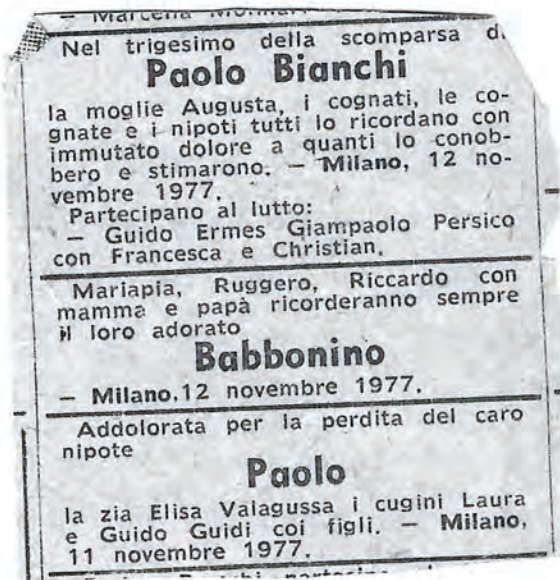 — Marcella
Nel trigesimo della scomparsa di
Paolo Bianchi
la moglie Augusta, i cognati, le co-
gnate e i nipoti tutti lo ricordano con
immutato dolore a quanti lo conob-
bero e stimarono. — Milano, 12 no-
vembre 1977.
Partecipano al lutto:
— Guido Ermes Giampaolo Persico
con Francesca e Christian.
Mariapia, Ruggero, Riccardo con
mamma e papà ricorderanno sempre
il loro adorato
Babbonino
— Milano, 12 novembre 1977.
Addolorata per la perdita del caro
nipote
Paolo
la zia Elisa Valagussa i cugini Laura
e Guido Guidi coi figli. — Milano,
11 novembre 1977.